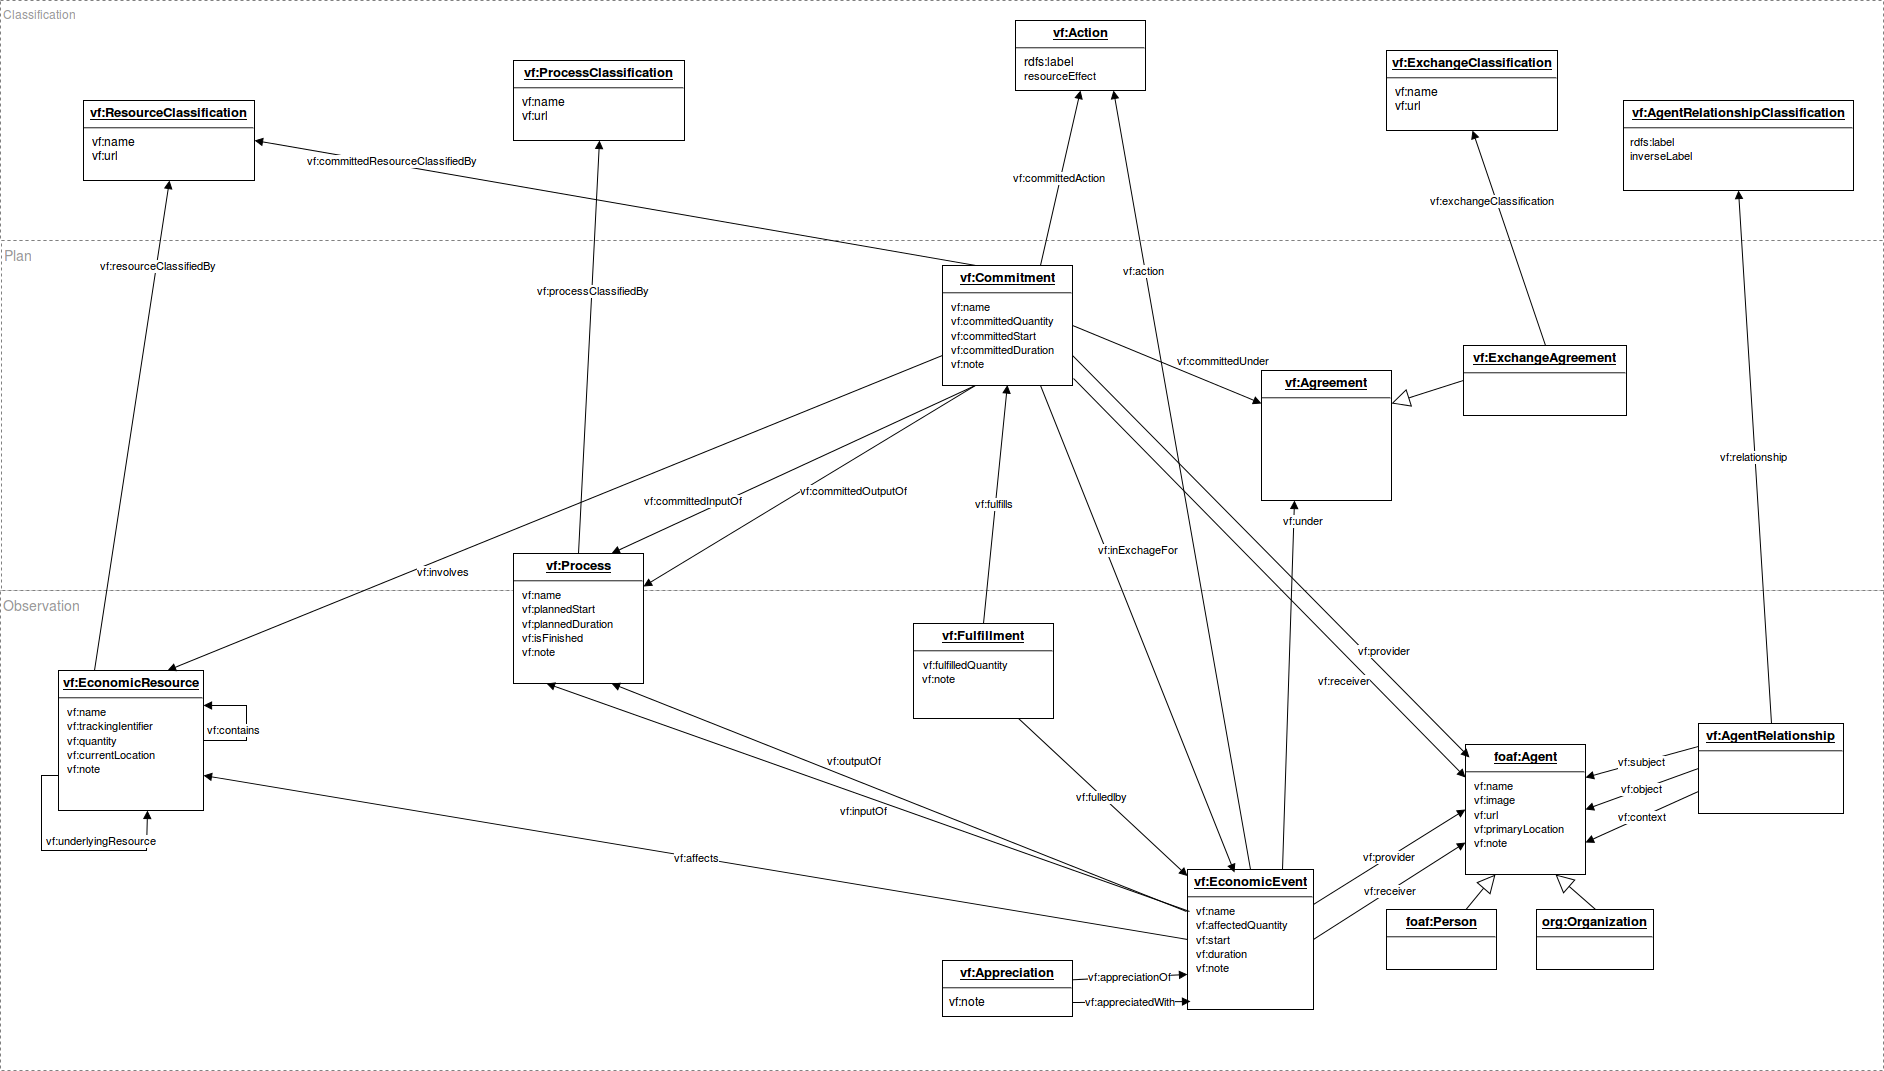 Classification
vf:Action
rdfs:label
resourceEffect
vf:ExchangeClassification
vf:name
vf:url
vf:ProcessClassification
vf:name
vf:url
vf:ResourceClassification
vf:name
vf:url
vf:AgentRelationshipClassification
rdfs:label
inverseLabel
vf:committedResourceClassifiedBy
vf:committedAction
vf:exchangeClassification
Plan
vf:resourceClassifiedBy
vf:processClassifiedBy
vf:action
vf:Commitment
vf:name
vf:committedQuantity
vf:committedStart
vf:committedDuration
vf:note
vf:committedUnder
vf:Agreement
vf:ExchangeAgreement
vf:relationship
vf:committedInputOf
vf:committedOutputOf
vf:fulfills
vf:under
vf:inExchageFor
vf:involves
vf:Process
vf:name
vf:plannedStart
vf:plannedDuration
vf:isFinished
vf:note
Observation
vf:Fulfillment
vf:fulfilledQuantity
vf:note
vf:provider
vf:receiver
vf:EconomicResource
vf:name
vf:trackingIentifier
vf:quantity
vf:currentLocation
vf:note
vf:contains
vf:underlyingResource
vf:outputOf
vf:inputOf
vf:affects
vf:fulledIby
vf:AgentRelationship
vf:subject
vf:object
vf:context
foaf:Agent
vf:name
vf:image
vf:url
vf:primaryLocation
vf:note
vf:provider
vf:receiver
vf:EconomicEvent
vf:name
vf:affectedQuantity
vf:start
vf:duration
vf:note
foaf:Person
org:Organization
vf:Appreciation
vf:note
vf:appreciationOf
vf:appreciatedWith